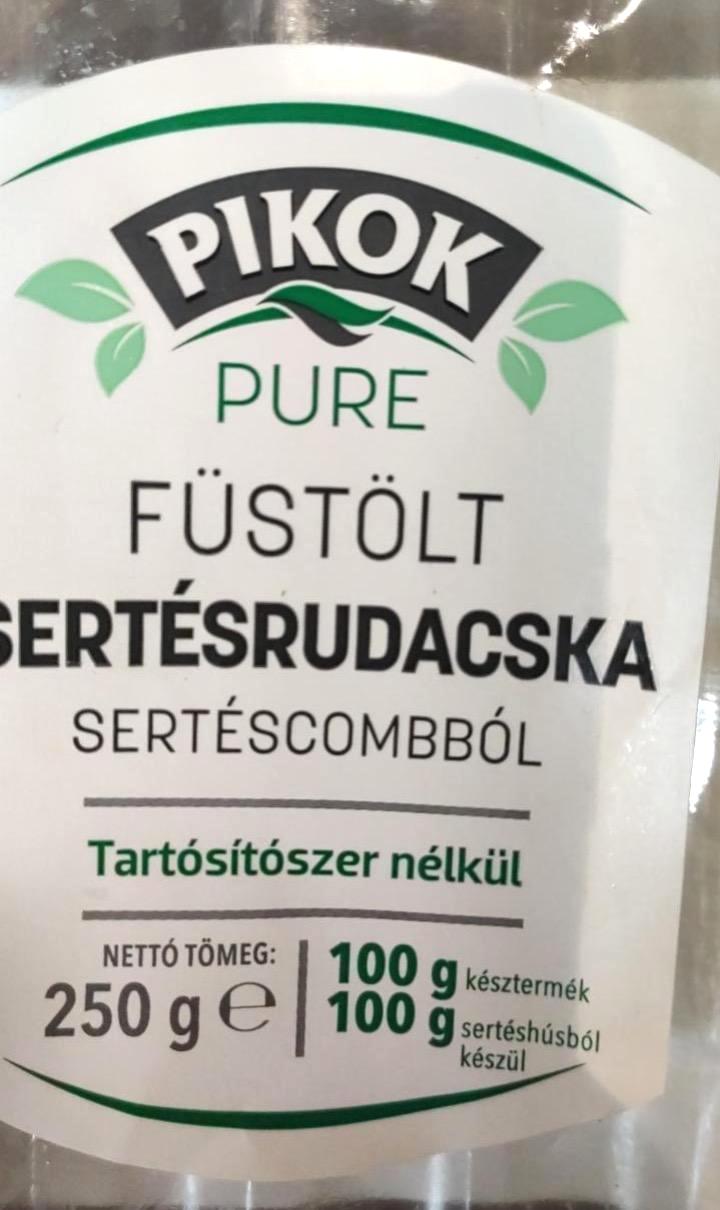 PIKOK
PURE
FÜSTÖLT
SERTÉSRUDACSKA
SERTÉSCOMBBÓL
Tartósítószer nélkül
NETTÓ TÖMEG:
250 g ℮
100 g késztermék
100 g sertéshúsból
készül